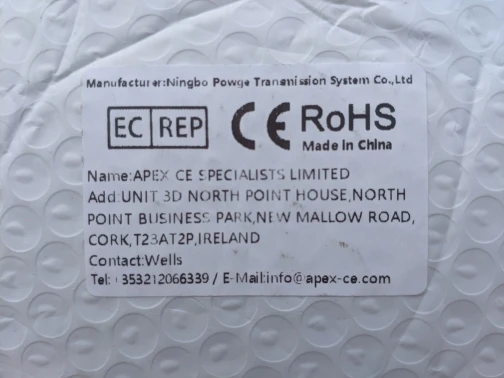 Manufacturer:Ningbo Powge Transmission System Co.,Ltd
EC REP CE RoHS
Made in China
Name:APEX CE SPECIALISTS LIMITED
Add:UNIT 3D NORTH POINT HOUSE,NORTH
POINT BUSINESS PARK,NEW MALLOW ROAD,
CORK,T23AT2P,IRELAND
Contact:Wells
Tel: 353212066339 / E-Mail:info@apex-ce.com